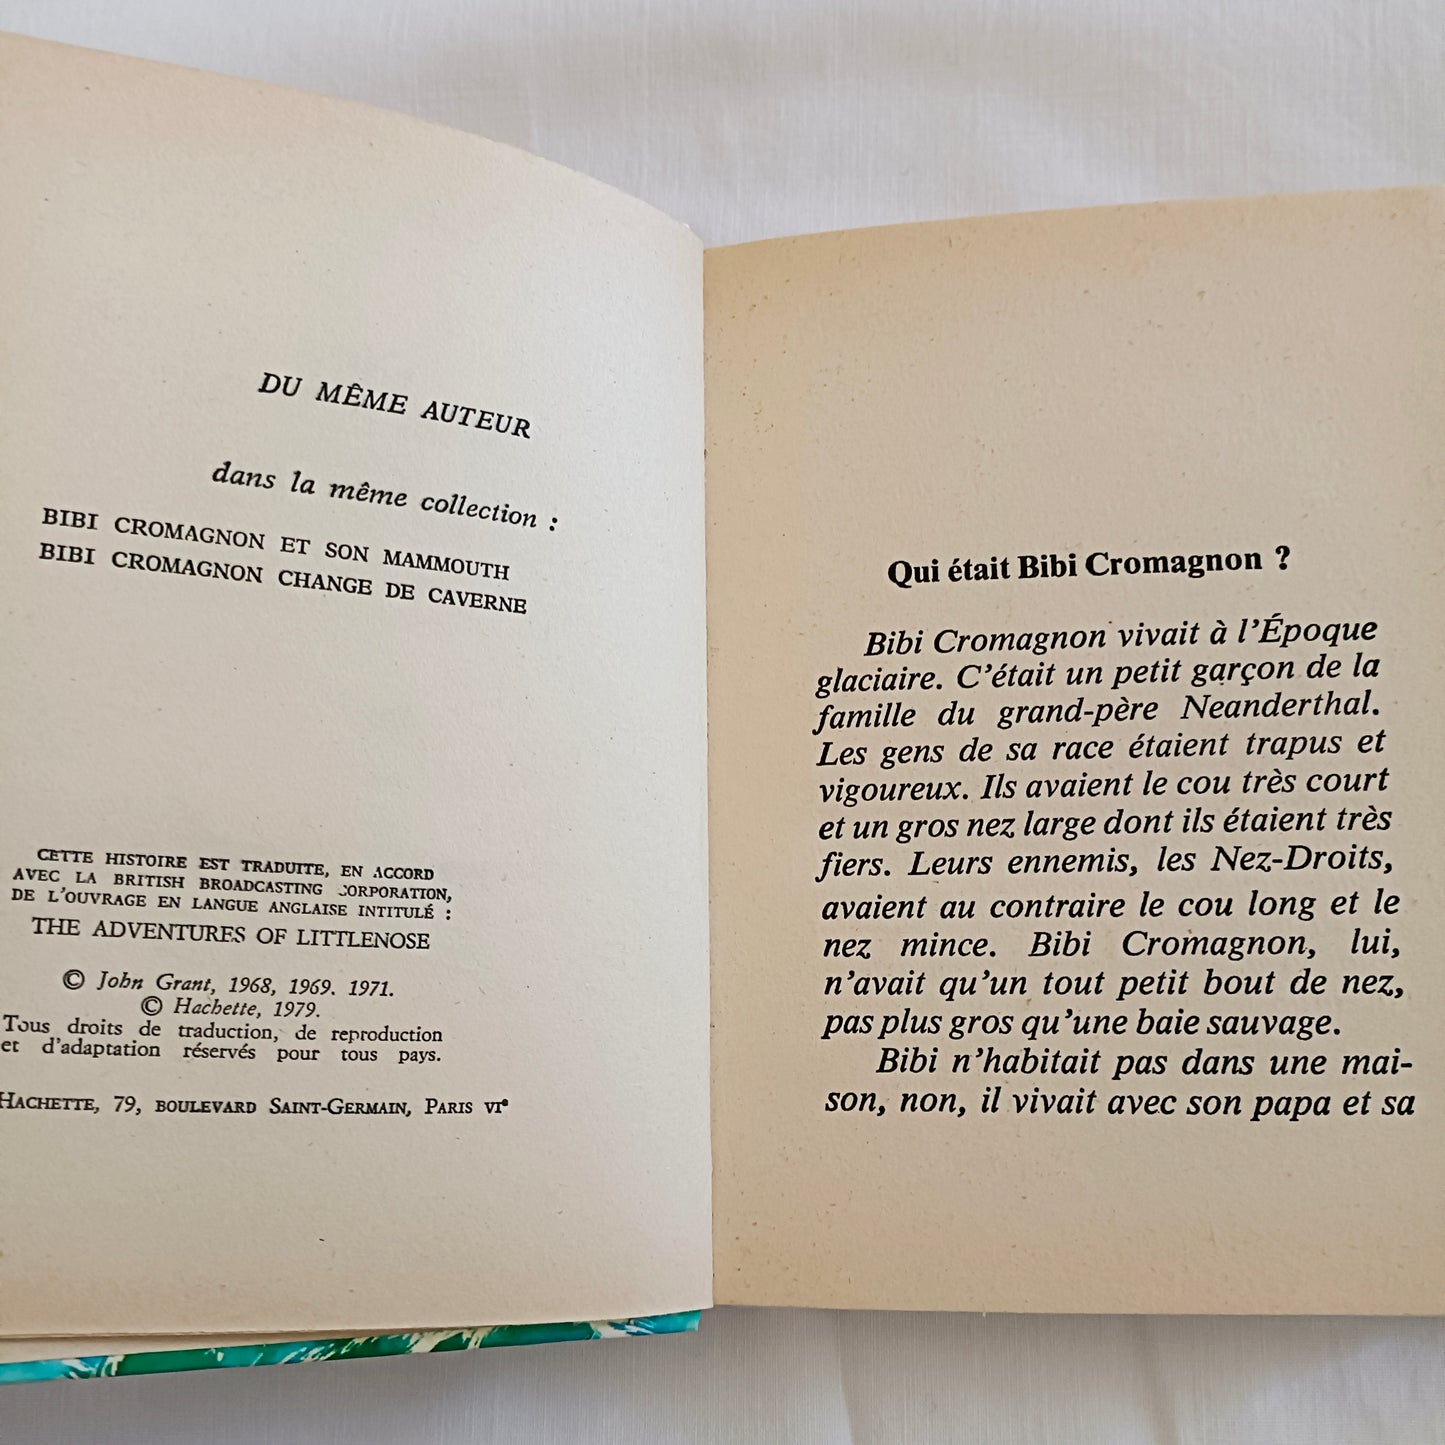 DU MÊME AUTEUR
dans la même collection :
BIBI CROMAGNON ET SON MAMMOUTH
BIBI CROMAGNON CHANGE DE CAVERNE
CETTE HISTOIRE EST TRADUITE, EN ACCORD
AVEC LA BRITISH BROADCASTING CORPORATION,
DE L'OUVRAGE EN LANGUE ANGLAISE INTITULÉ :
THE ADVENTURES OF LITTLENOSE
© John Grant, 1968, 1969. 1971.
© Hachette, 1979.
Tous droits de traduction, de reproduction
et d'adaptation réservés pour tous pays.
HACHETTE, 79, BOULEVARD SAINT-GERMAIN, PARIS VIe
Qui était Bibi Cromagnon ?
Bibi Cromagnon vivait à l'Époque
glaciaire. C'était un petit garçon de la
famille du grand-père Neanderthal.
Les gens de sa race étaient trapus et
vigoureux. Ils avaient le cou très court
et un gros nez large dont ils étaient très
fiers. Leurs ennemis, les Nez-Droits,
avaient au contraire le cou long et le
nez mince. Bibi Cromagnon, lui,
n'avait qu'un tout petit bout de nez,
pas plus gros qu'une baie sauvage.
Bibi n'habitait pas dans une mai-
son, non, il vivait avec son papa et sa